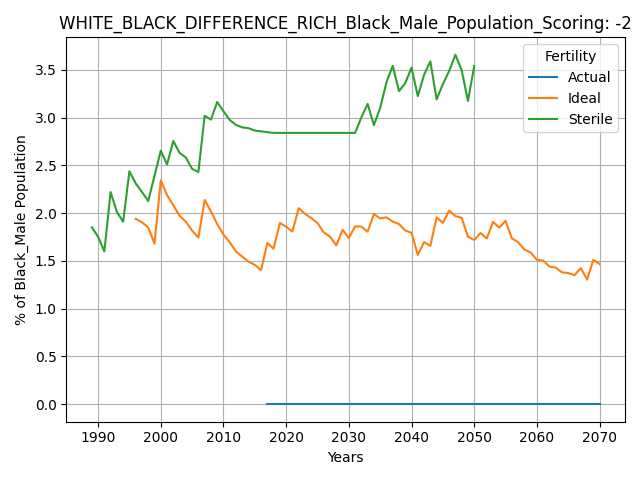 WHITE_BLACK_DIFFERENCE_RICH_Black_Male_Population_Scoring: -2
Fertility
Actual
Ideal
Sterile
% of Black_Male Population
3.5
3.0
2.5
2.0
1.5
1.0
0.5
0.0
1990 2000 2010 2020 2030 2040 2050 2060 2070
Years